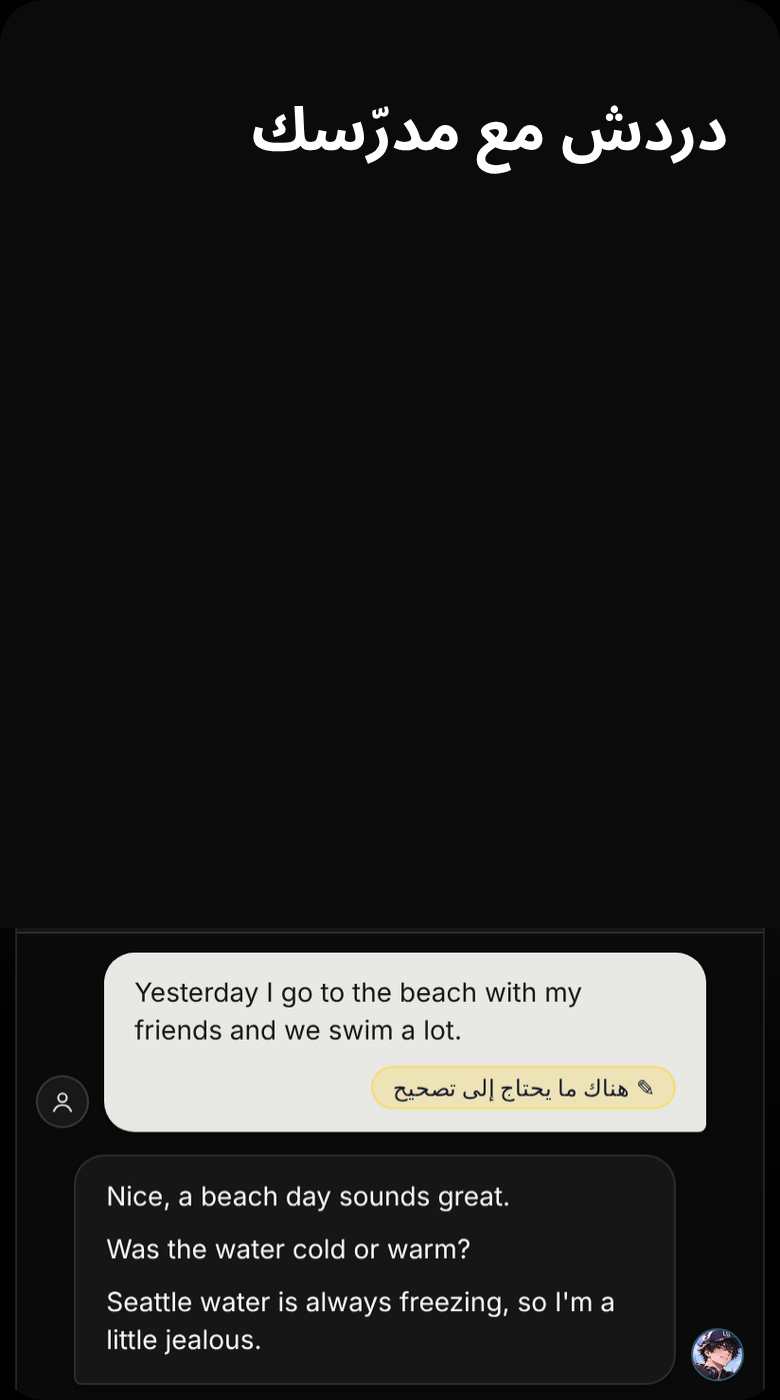 دردش مع مدرّسك
Yesterday I go to the beach with my
friends and we swim a lot.
✎ هناك ما يحتاج إلى تصحيح
Nice, a beach day sounds great.
Was the water cold or warm?
Seattle water is always freezing, so I'm a
little jealous.